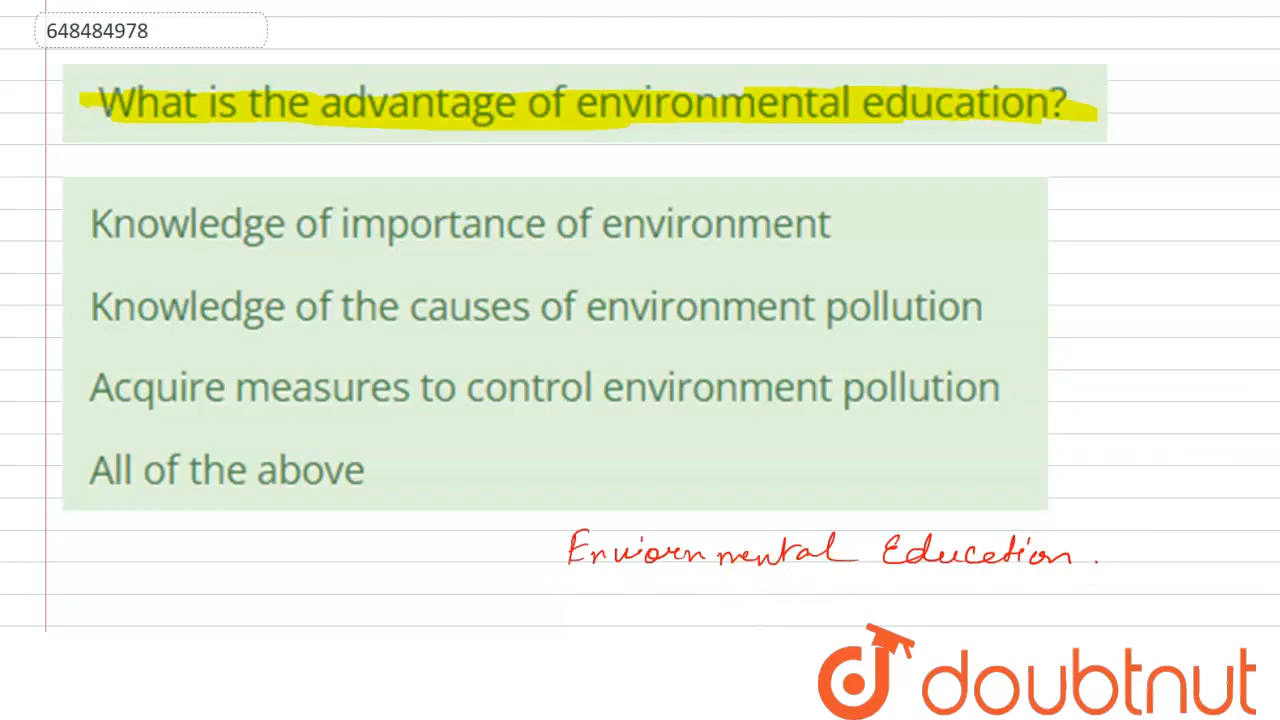 648484978
What is the advantage of environmental education?
Knowledge of importance of environment
Knowledge of the causes of environment pollution
Acquire measures to control environment pollution
All of the above
Enviornmental Education.
doubtnut